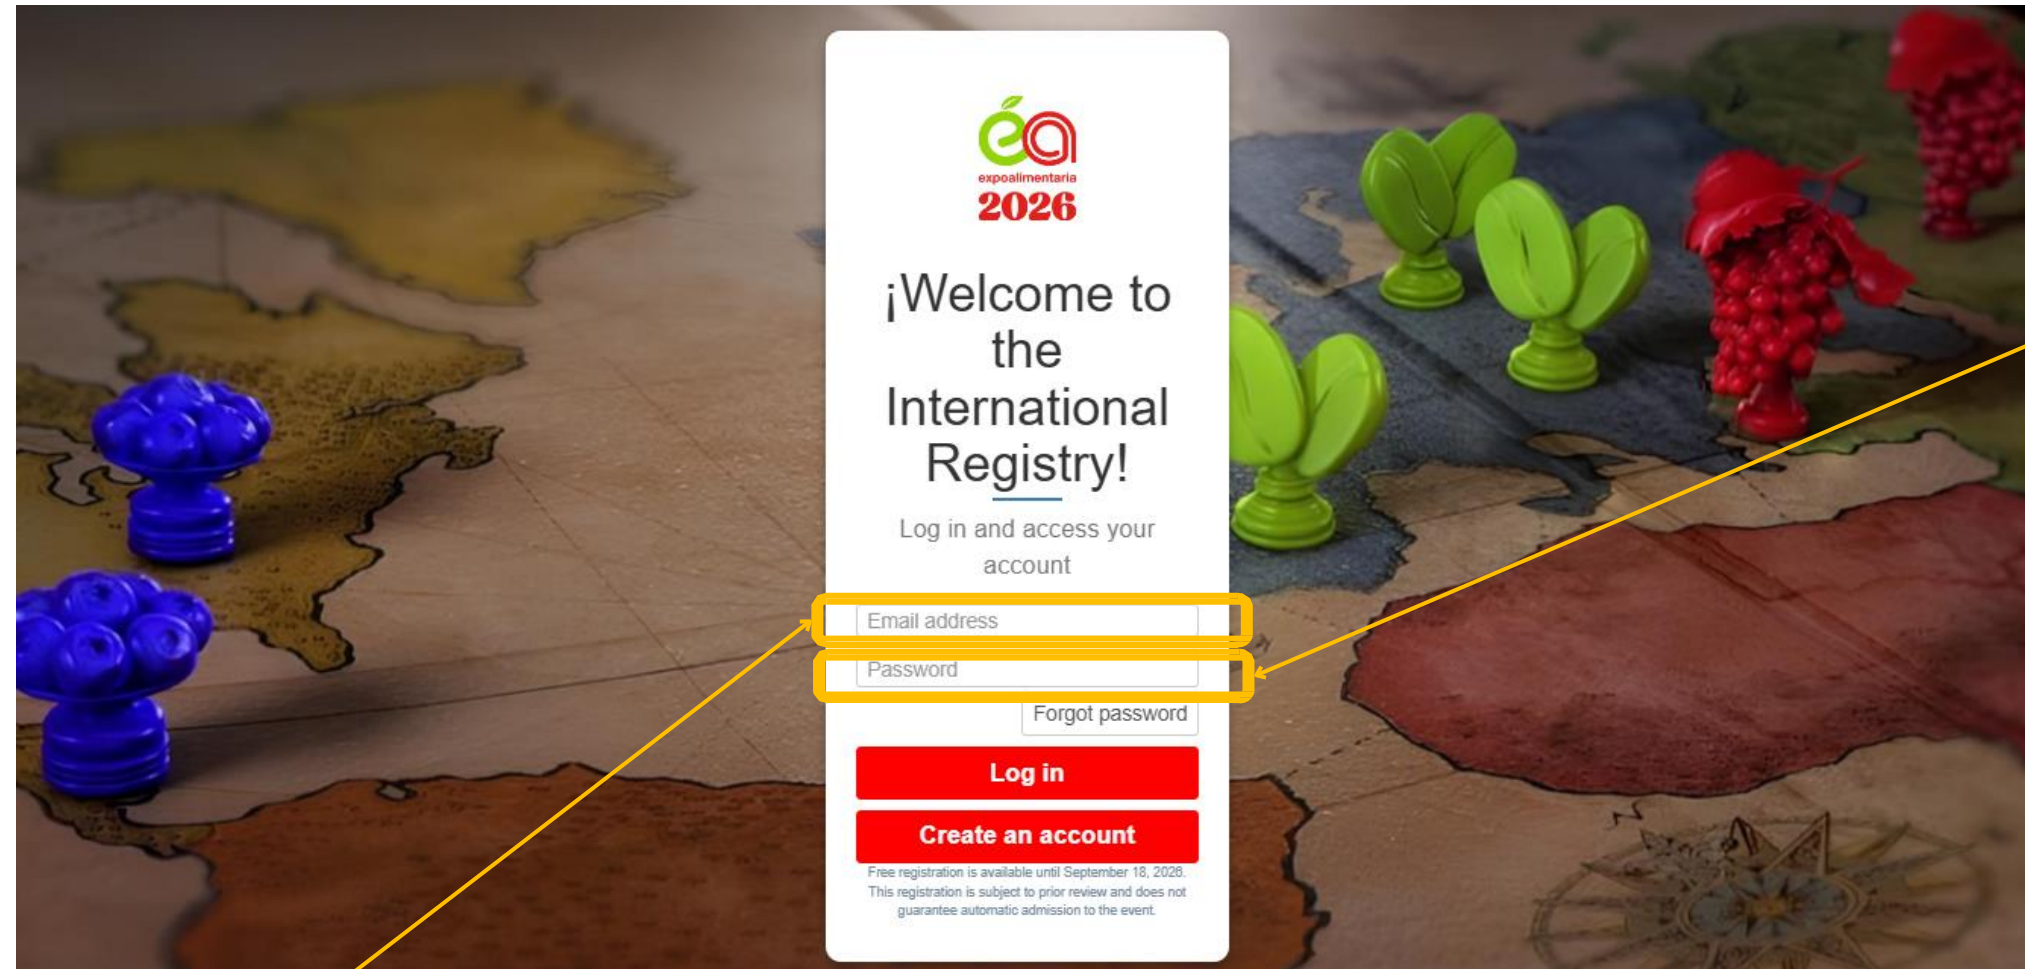 éa
expoalimentaria
2026
¡Welcome to
the
International
Registry!
Log in and access your
account
Email address
Password
Forgot password
Log in
Create an account
Free registration is available until September 18, 2026.
This registration is subject to prior review and does not
guarantee automatic admission to the event.